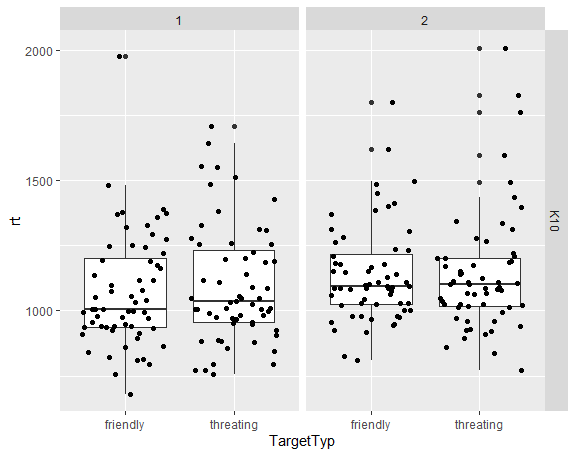 1 2
2000
1500
1000
rt
K10
friendly threating friendly threating
TargetTyp